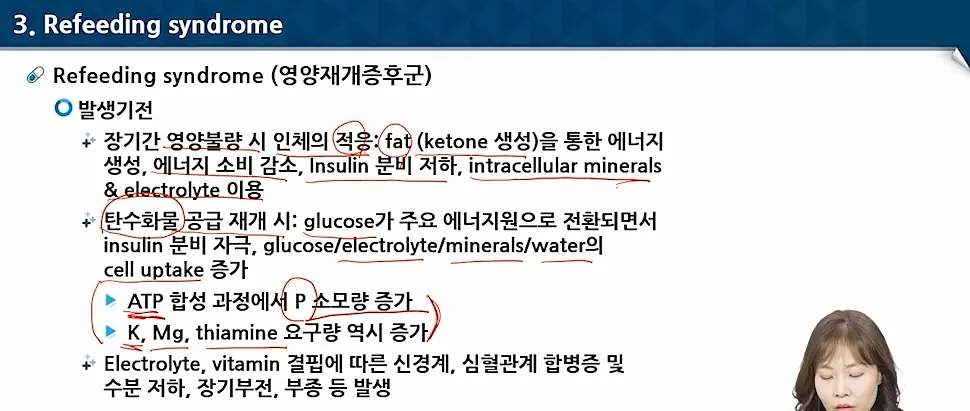 3. Refeeding syndrome
Refeeding syndrome (영양재개증후군)
발생기전
장기간 영양불량 시 인체의 적응: fat (ketone 생성)을 통한 에너지
생성, 에너지 소비 감소, Insulin 분비 저하, intracellular minerals
& electrolyte 이용
탄수화물 공급 재개 시: glucose가 주요 에너지원으로 전환되면서
insulin 분비 자극, glucose/electrolyte/minerals/water의
cell uptake 증가
ATP 합성 과정에서 P 소모량 증가
K, Mg, thiamine 요구량 역시 증가
Electrolyte, vitamin 결핍에 따른 신경계, 심혈관계 합병증 및
수분 저하, 장기부전, 부종 등 발생